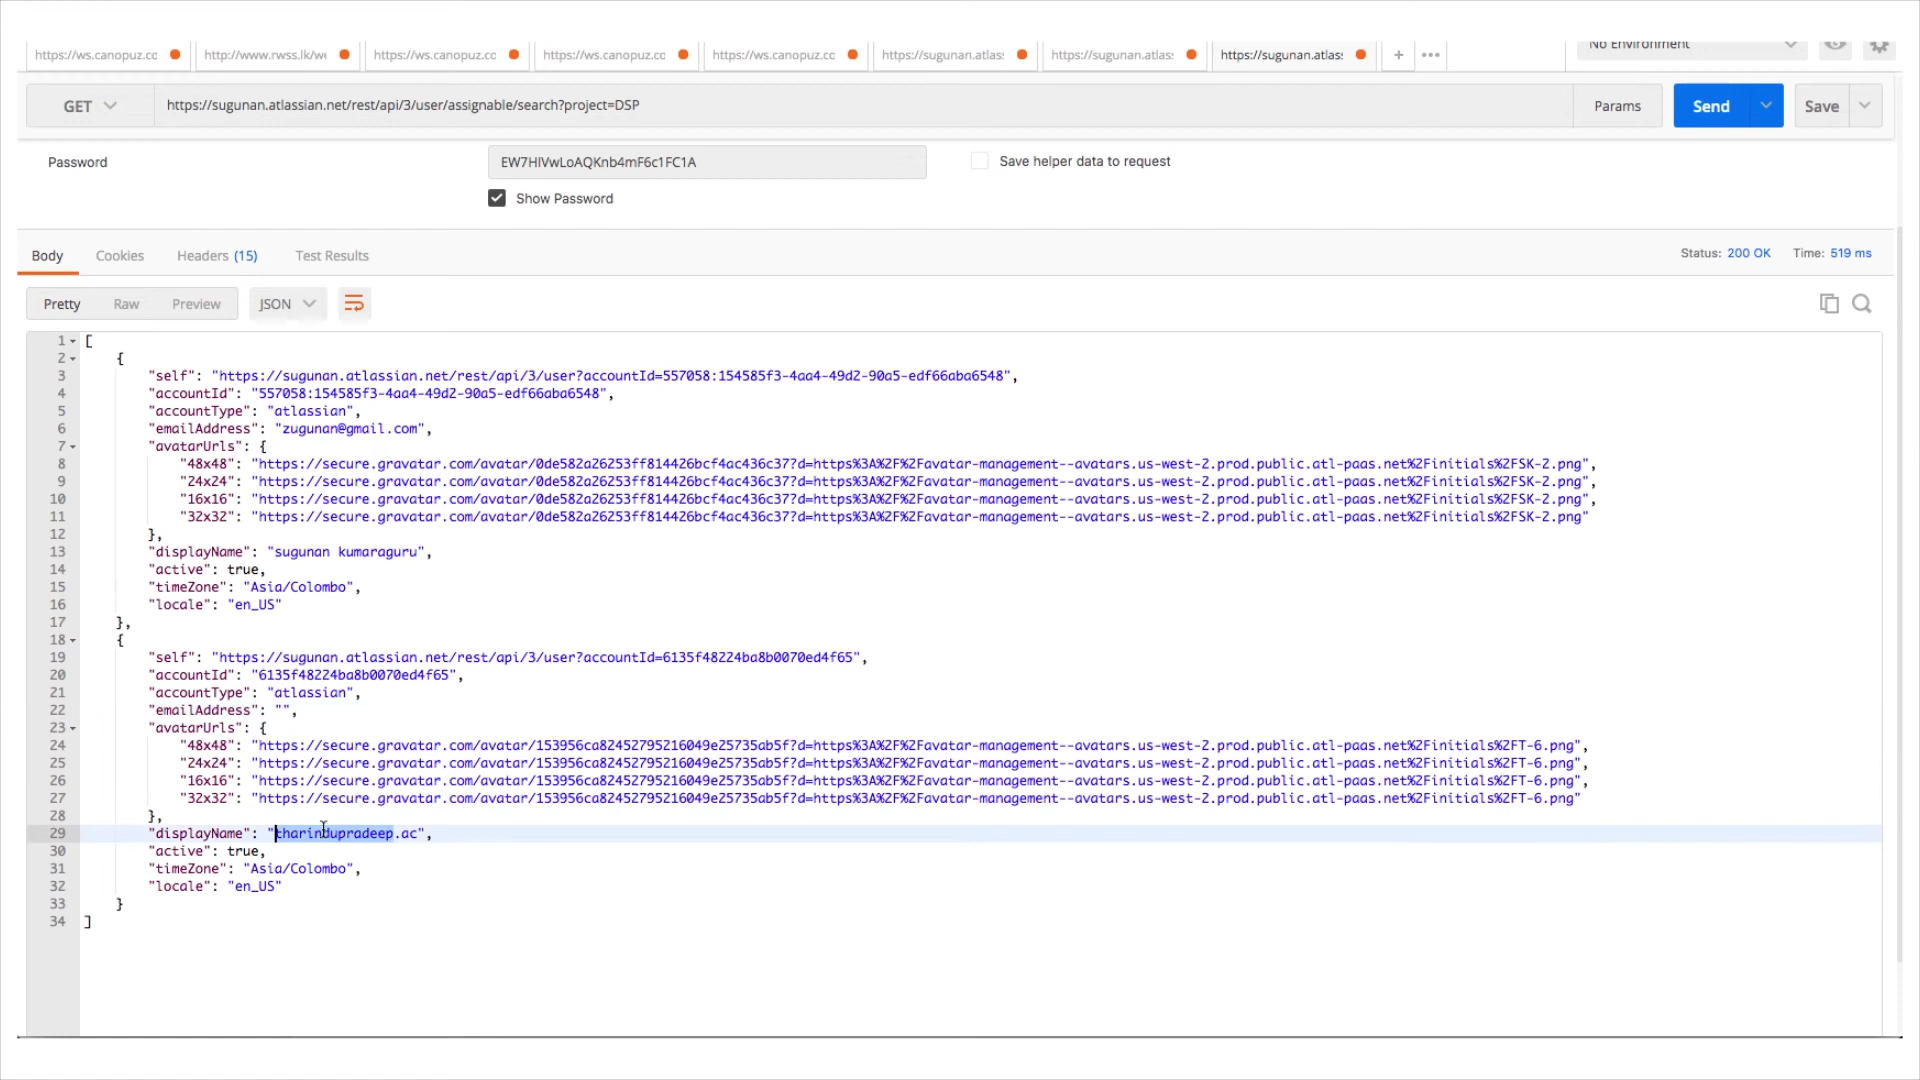 https://ws.canopuz.co http://www.rwss.lk/we https://ws.canopuz.co https://ws.canopuz.co https://ws.canopuz.co https://sugunan.atlas: https://sugunan.atlas: https://sugunan.atlas: + ••• No Environment
GET https://sugunan.atlassian.net/rest/api/3/user/assignable/search?project=DSP Params Send Save
Password EW7HIVwLoAQKnb4mF6c1FC1A Save helper data to request
Show Password
Body Cookies Headers (15) Test Results Status: 200 OK Time: 519 ms
Pretty Raw Preview JSON
1 [
2 {
3 "self": "https://sugunan.atlassian.net/rest/api/3/user?accountId=557058:154585f3-4aa4-49d2-90a5-edf66aba6548",
4 "accountId": "557058:154585f3-4aa4-49d2-90a5-edf66aba6548",
5 "accountType": "atlassian",
6 "emailAddress": "zugunan@gmail.com",
7 "avatarUrls": {
8 "48x48": "https://secure.gravatar.com/avatar/0de582a26253ff814426bcf4ac436c37?d=https%3A%2F%2Favatar-management--avatars.us-west-2.prod.public.atl-paas.net%2Finitials%2FSK-2.png",
9 "24x24": "https://secure.gravatar.com/avatar/0de582a26253ff814426bcf4ac436c37?d=https%3A%2F%2Favatar-management--avatars.us-west-2.prod.public.atl-paas.net%2Finitials%2FSK-2.png",
10 "16x16": "https://secure.gravatar.com/avatar/0de582a26253ff814426bcf4ac436c37?d=https%3A%2F%2Favatar-management--avatars.us-west-2.prod.public.atl-paas.net%2Finitials%2FSK-2.png",
11 "32x32": "https://secure.gravatar.com/avatar/0de582a26253ff814426bcf4ac436c37?d=https%3A%2F%2Favatar-management--avatars.us-west-2.prod.public.atl-paas.net%2Finitials%2FSK-2.png"
12 },
13 "displayName": "sugunan kumaraguru",
14 "active": true,
15 "timeZone": "Asia/Colombo",
16 "locale": "en_US"
17 },
18 {
19 "self": "https://sugunan.atlassian.net/rest/api/3/user?accountId=6135f48224ba8b0070ed4f65",
20 "accountId": "6135f48224ba8b0070ed4f65",
21 "accountType": "atlassian",
22 "emailAddress": "",
23 "avatarUrls": {
24 "48x48": "https://secure.gravatar.com/avatar/153956ca82452795216049e25735ab5f?d=https%3A%2F%2Favatar-management--avatars.us-west-2.prod.public.atl-paas.net%2Finitials%2FT-6.png",
25 "24x24": "https://secure.gravatar.com/avatar/153956ca82452795216049e25735ab5f?d=https%3A%2F%2Favatar-management--avatars.us-west-2.prod.public.atl-paas.net%2Finitials%2FT-6.png",
26 "16x16": "https://secure.gravatar.com/avatar/153956ca82452795216049e25735ab5f?d=https%3A%2F%2Favatar-management--avatars.us-west-2.prod.public.atl-paas.net%2Finitials%2FT-6.png",
27 "32x32": "https://secure.gravatar.com/avatar/153956ca82452795216049e25735ab5f?d=https%3A%2F%2Favatar-management--avatars.us-west-2.prod.public.atl-paas.net%2Finitials%2FT-6.png"
28 },
29 "displayName": "tharindupradeep.ac",
30 "active": true,
31 "timeZone": "Asia/Colombo",
32 "locale": "en_US"
33 }
34 ]